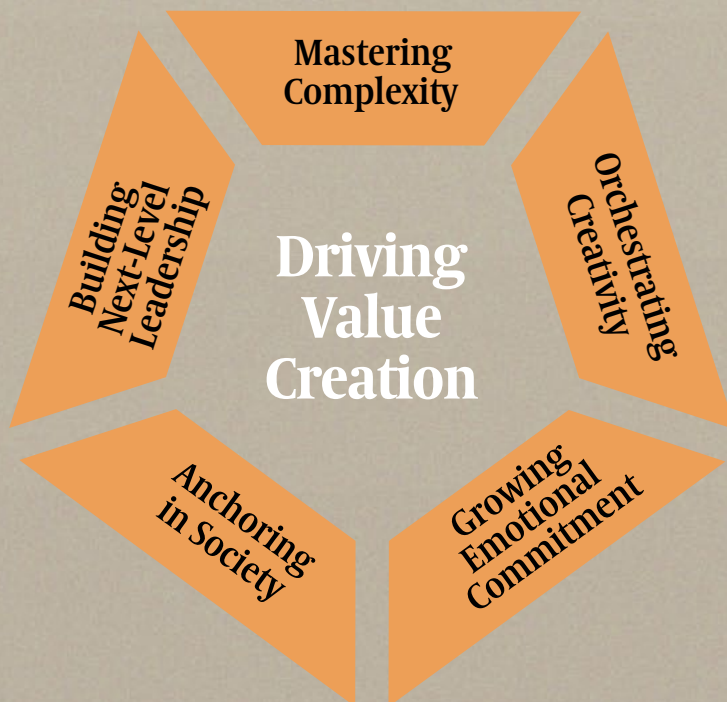 Mastering
Complexity
Orchestrating
Creativity
Growing
Emotional
Commitment
Anchoring
in Society
Building
Next-Level
Leadership
Driving
Value
Creation